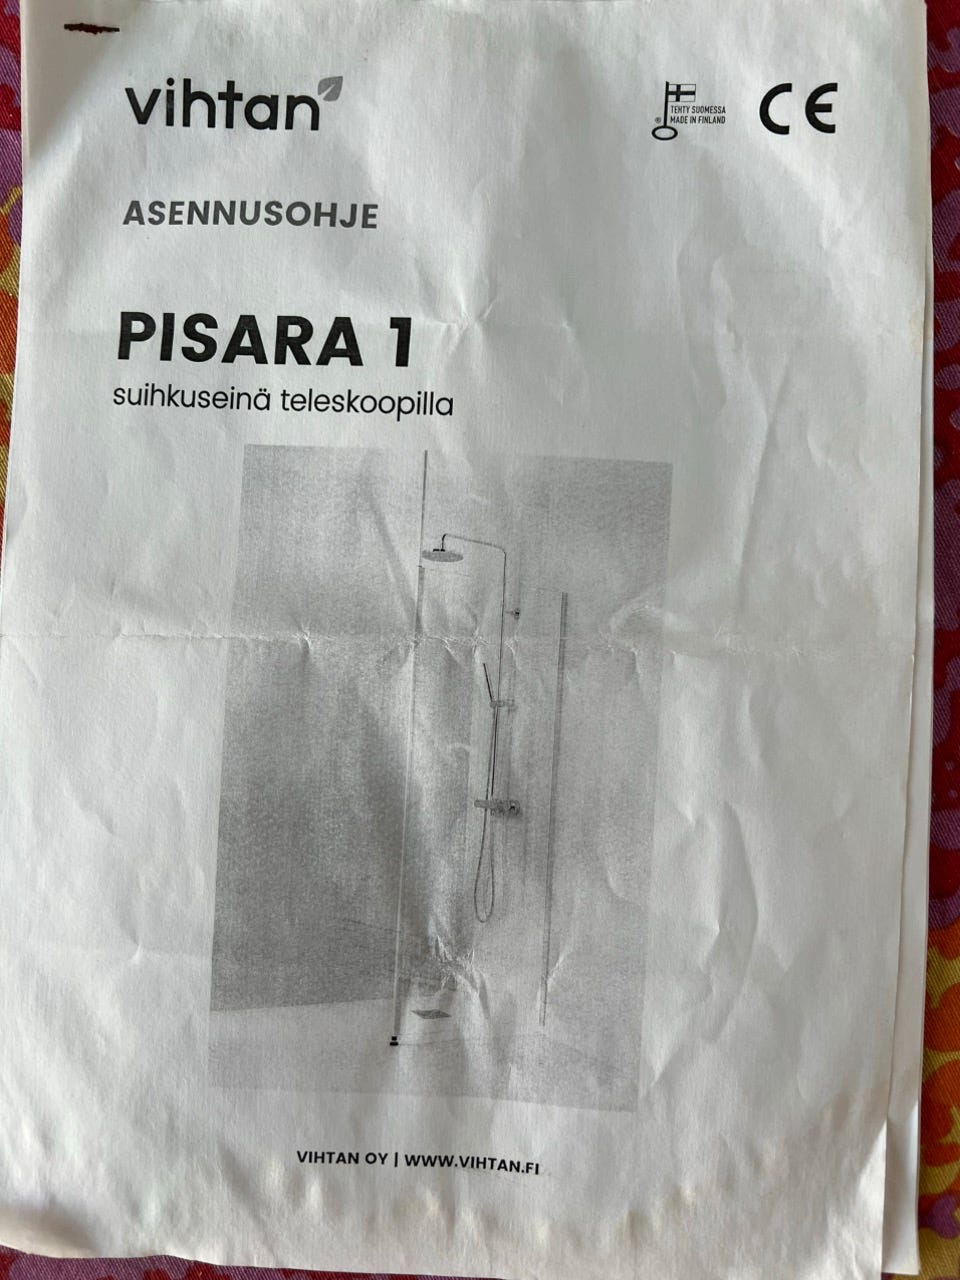 vihtan
TEHTY SUOMESSA
MADE IN FINLAND
CE
ASENNUSOHJE
PISARA 1
suihkuseinä teleskoopilla
VIHTAN OY | WWW.VIHTAN.FI